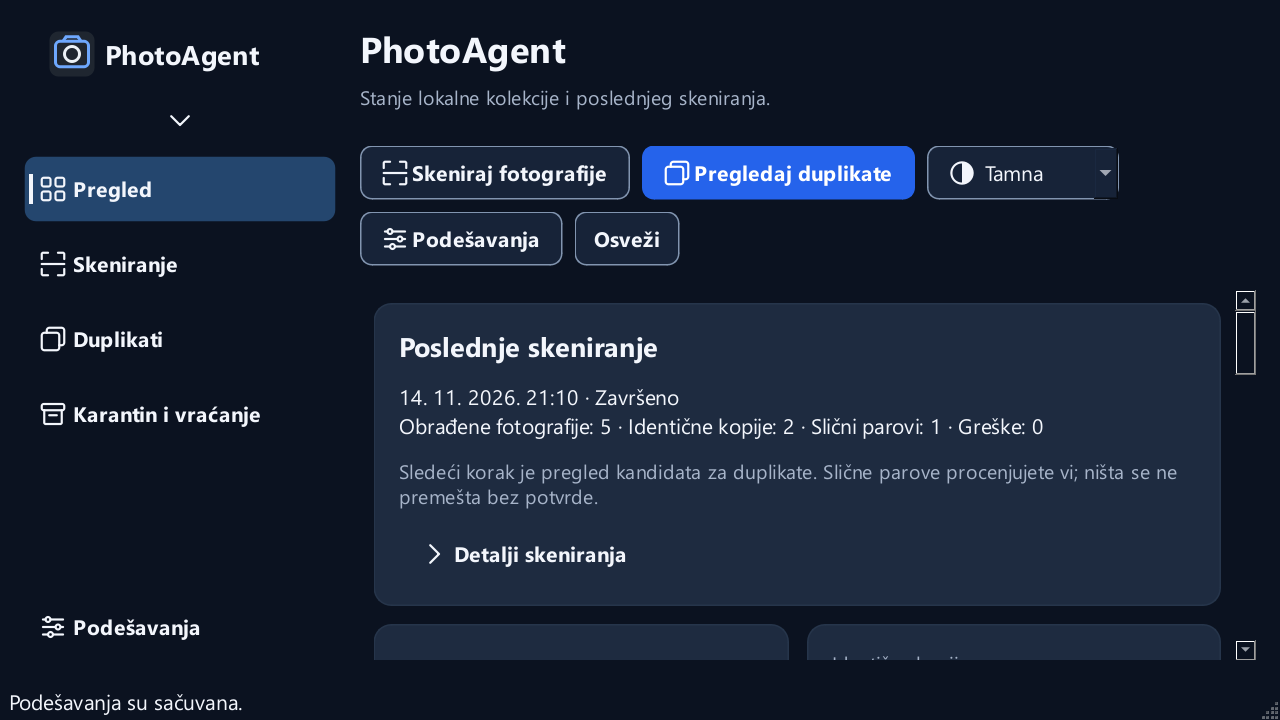 PhotoAgent
Pregled
Skeniranje
Duplikati
Karantin i vraćanje
Podešavanja
PhotoAgent
Stanje lokalne kolekcije i poslednjeg skeniranja.
Skeniraj fotografije
Pregledaj duplikate
Tamna
Podešavanja
Osveži
Poslednje skeniranje
14. 11. 2026. 21:10 · Završeno
Obrađene fotografije: 5 · Identične kopije: 2 · Slični parovi: 1 · Greške: 0
Sledeći korak je pregled kandidata za duplikate. Slične parove procenjujete vi; ništa se ne
premešta bez potvrde.
Detalji skeniranja
Podešavanja su sačuvana.